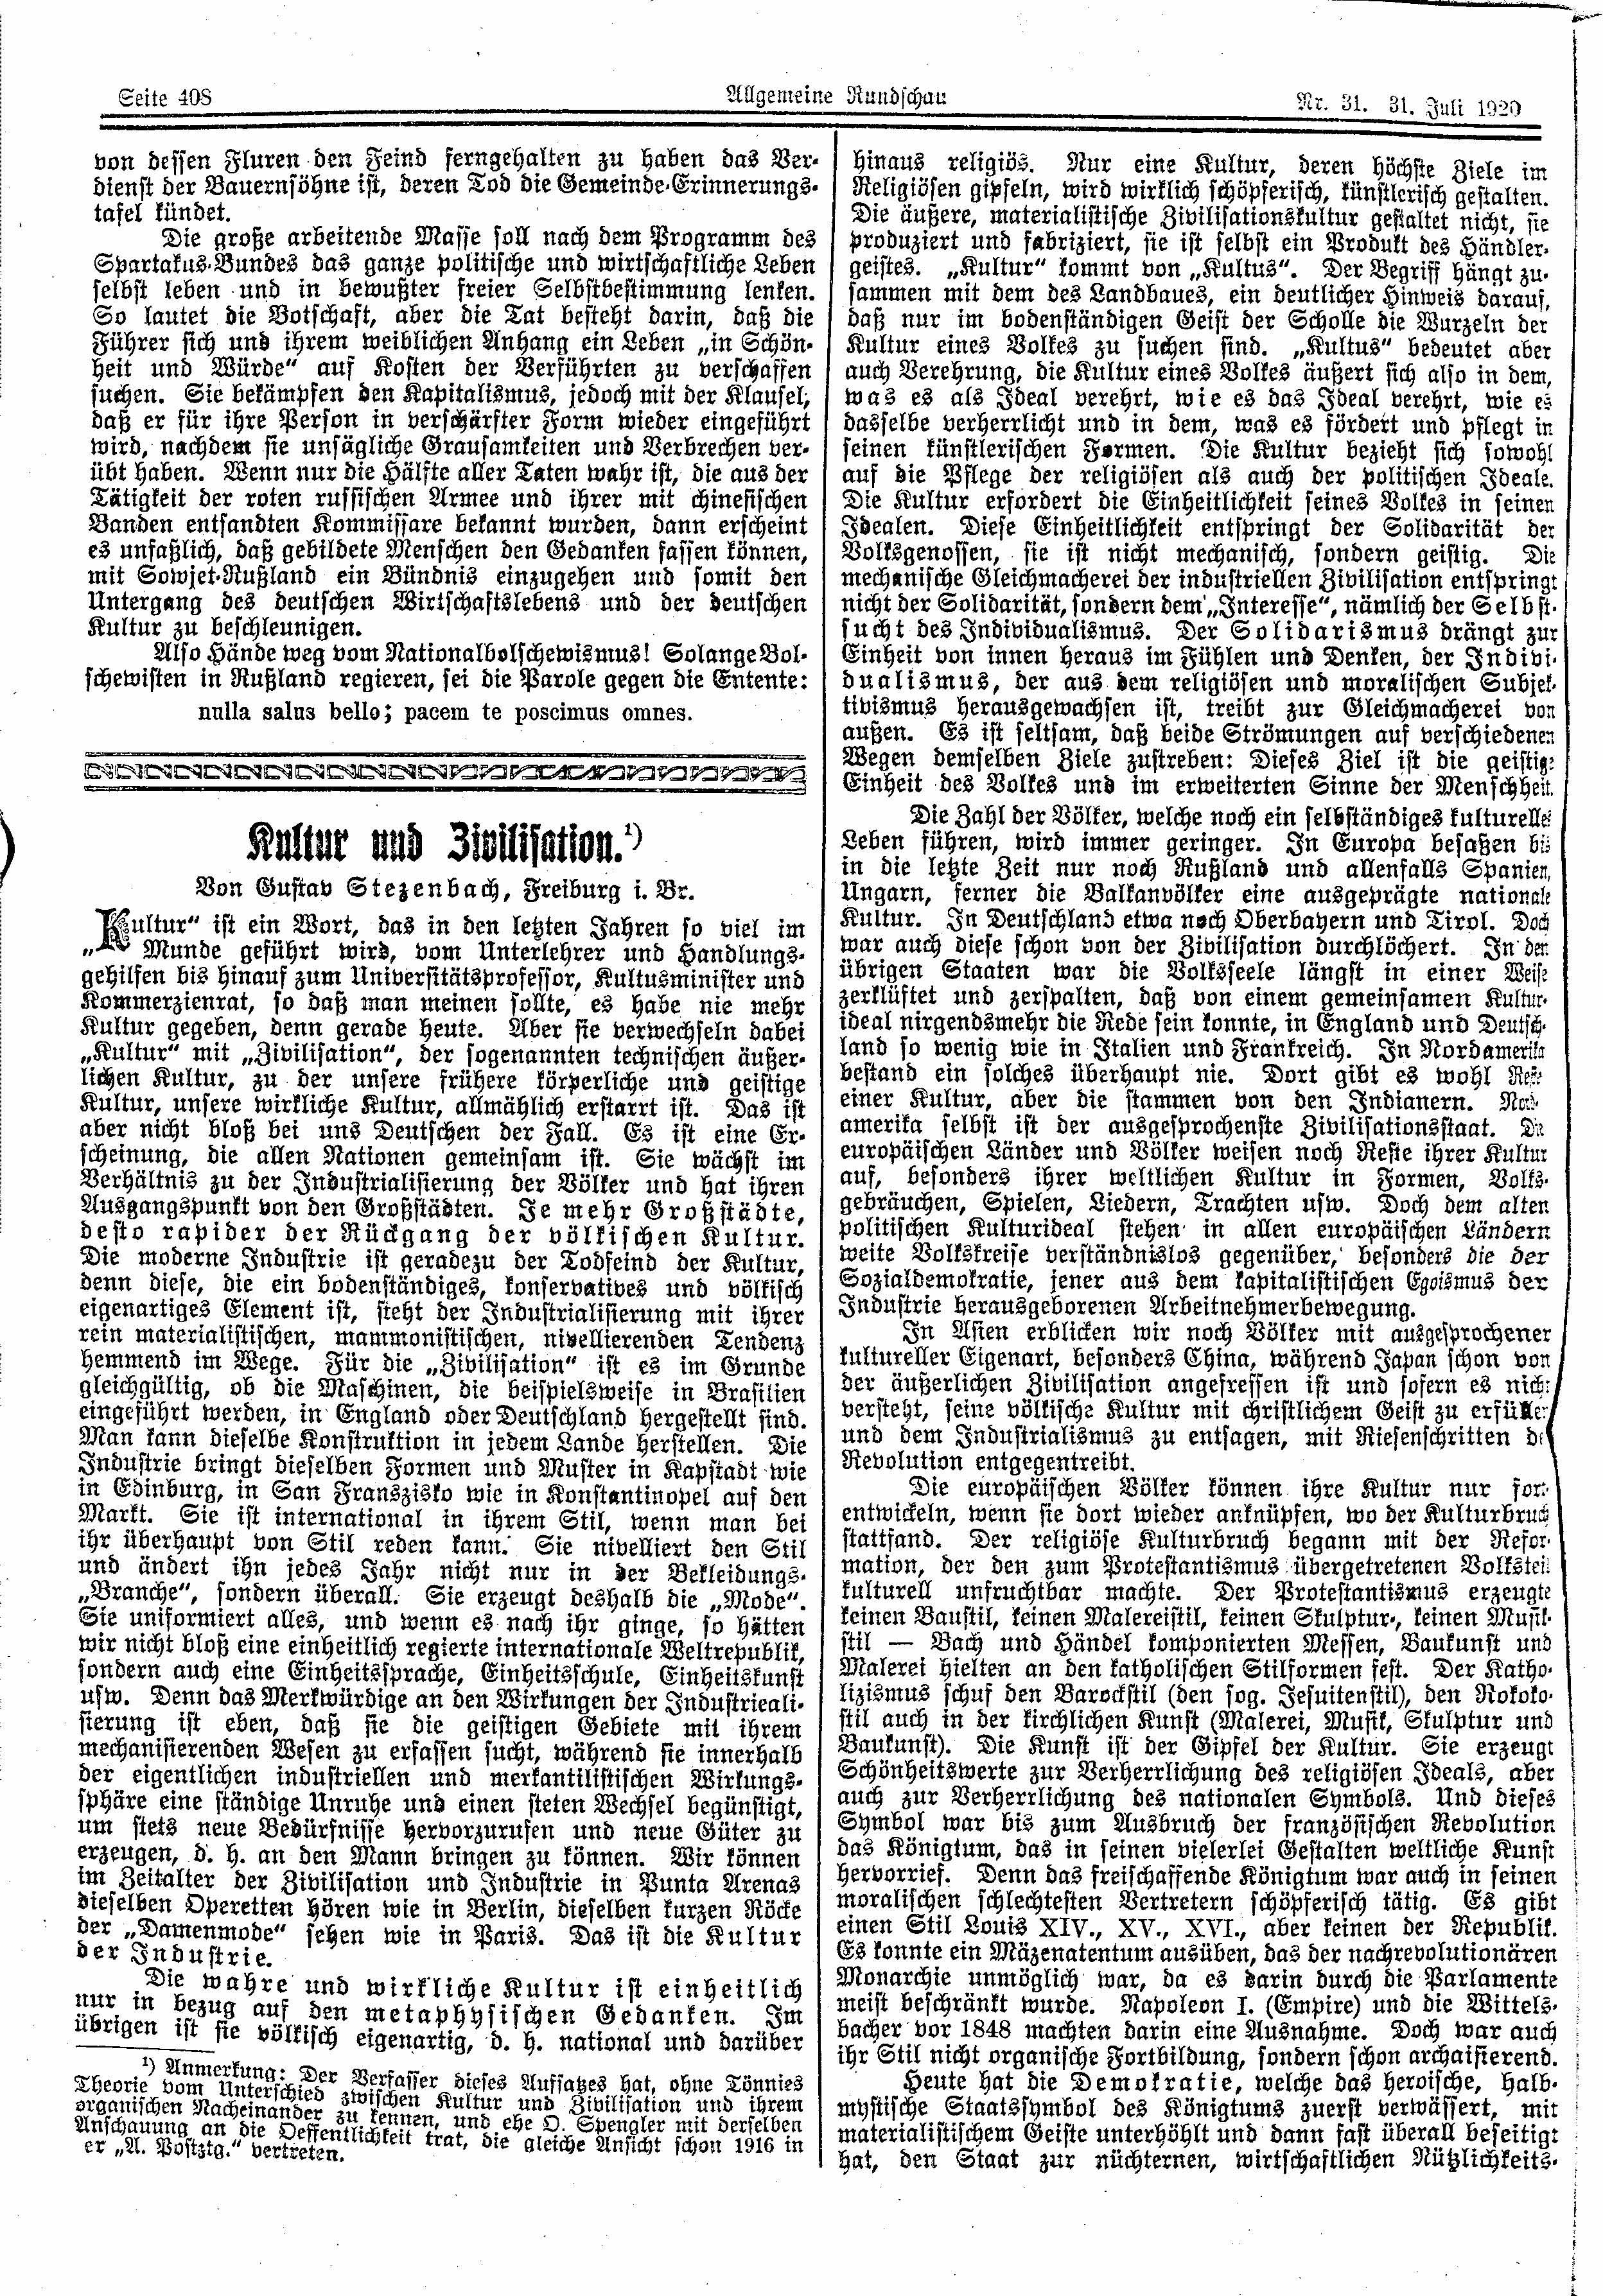 Seite 408
Allgemeine Rundschau
Nr. 31. 31. Juli 1920
von dessen Fluren den Feind ferngehalten zu haben das Ver-
dienst der Bauernsöhne ist, deren Tod die Gemeinde-Erinnerungs-
tafel kündet.
Die große arbeitende Masse soll nach dem Programm des
Spartakus-Bundes das ganze politische und wirtschaftliche Leben
selbst leben und in bewußter freier Selbstbestimmung lenken.
So lautet die Botschaft, aber die Tat besteht darin, daß die
Führer sich und ihrem weiblichen Anhang ein Leben „in Schön-
heit und Würde“ auf Kosten der Verführten zu verschaffen
suchen. Sie bekämpfen den Kapitalismus, jedoch mit der Klausel,
daß er für ihre Person in verschärfter Form wieder eingeführt
wird, nachdem sie unsägliche Grausamkeiten und Verbrechen ver-
übt haben. Wenn nur die Hälfte aller Taten wahr ist, die aus der
Tätigkeit der roten russischen Armee und ihrer mit chinesischen
Banden entsandten Kommissare bekannt wurden, dann erscheint
es unfaßlich, daß gebildete Menschen den Gedanken fassen können,
mit Sowjet-Rußland ein Bündnis einzugehen und somit den
Untergang des deutschen Wirtschaftslebens und der deutschen
Kultur zu beschleunigen.
Also Hände weg vom Nationalbolschewismus! Solange Bol-
schewisten in Rußland regieren, sei die Parole gegen die Entente:
nulla salus bello; pacem te poscimus omnes.
Kultur und Zivilisation.¹)
Von Gustav Stezenbach, Freiburg i. Br.
„Kultur“ ist ein Wort, das in den letzten Jahren so viel im
Munde geführt wird, vom Unterlehrer und Handlungs-
gehilfen bis hinauf zum Universitätsprofessor, Kultusminister und
Kommerzienrat, so daß man meinen sollte, es habe nie mehr
Kultur gegeben, denn gerade heute. Aber sie verwechseln dabei
„Kultur“ mit „Zivilisation“, der sogenannten technischen äußer-
lichen Kultur, zu der unsere frühere körperliche und geistige
Kultur, unsere wirkliche Kultur, allmählich erstarrt ist. Das ist
aber nicht bloß bei uns Deutschen der Fall. Es ist eine Er-
scheinung, die allen Nationen gemeinsam ist. Sie wächst im
Verhältnis zu der Industrialisierung der Völker und hat ihren
Ausgangspunkt von den Großstädten. Je mehr Großstädte,
desto rapider der Rückgang der völkischen Kultur.
Die moderne Industrie ist geradezu der Todfeind der Kultur,
denn diese, die ein bodenständiges, konservatives und völkisch
eigenartiges Element ist, steht der Industrialisierung mit ihrer
rein materialistischen, mammonistischen, nivellierenden Tendenz
hemmend im Wege. Für die „Zivilisation“ ist es im Grunde
gleichgültig, ob die Maschinen, die beispielsweise in Brasilien
eingeführt werden, in England oder Deutschland hergestellt sind.
Man kann dieselbe Konstruktion in jedem Lande herstellen. Die
Industrie bringt dieselben Formen und Muster in Kapstadt wie
in Edinburg, in San Franszisko wie in Konstantinopel auf den
Markt. Sie ist international in ihrem Stil, wenn man bei
ihr überhaupt von Stil reden kann. Sie nivelliert den Stil
und ändert ihn jedes Jahr nicht nur in der Bekleidungs-
„Branche“, sondern überall. Sie erzeugt deshalb die „Mode“.
Sie uniformiert alles, und wenn es nach ihr ginge, so hätten
wir nicht bloß eine einheitlich regierte internationale Weltrepublik,
sondern auch eine Einheitssprache, Einheitsschule, Einheitskunst
usw. Denn das Merkwürdige an den Wirkungen der Industrieali-
sierung ist eben, daß sie die geistigen Gebiete mit ihrem
mechanisierenden Wesen zu erfassen sucht, während sie innerhalb
der eigentlichen industriellen und merkantilistischen Wirkungs-
sphäre eine ständige Unruhe und einen steten Wechsel begünstigt,
um stets neue Bedürfnisse hervorzurufen und neue Güter zu
erzeugen, d. h. an den Mann bringen zu können. Wir können
im Zeitalter der Zivilisation und Industrie in Punta Arenas
dieselben Operetten hören wie in Berlin, dieselben kurzen Röcke
der „Damenmode“ sehen wie in Paris. Das ist die Kultur
der Industrie.
Die wahre und wirkliche Kultur ist einheitlich
nur in bezug auf den metaphysischen Gedanken. Im
übrigen ist sie völkisch eigenartig, d. h. national und darüber
¹) Anmerkung: Der Verfasser dieses Aufsatzes hat, ohne Tönnies
Theorie vom Unterschied zwischen Kultur und Zivilisation und ihrem
organischen Nacheinander zu kennen, und ehe O. Spengler mit derselben
Anschauung an die Oeffentlichkeit trat, die gleiche Ansicht schon 1916 in
er „A. Postztg.“ vertreten.
hinaus religiös. Nur eine Kultur, deren höchste Ziele im
Religiösen gipfeln, wird wirklich schöpferisch, künstlerisch gestalten.
Die äußere, materialistische Zivilisationskultur gestaltet nicht, sie
produziert und fabriziert, sie ist selbst ein Produkt des Händler-
geistes. „Kultur“ kommt von „Kultus“. Der Begriff hängt zu-
sammen mit dem des Landbaues, ein deutlicher Hinweis darauf,
daß nur im bodenständigen Geist der Scholle die Wurzeln der
Kultur eines Volkes zu suchen sind. „Kultus“ bedeutet aber
auch Verehrung, die Kultur eines Volkes äußert sich also in dem,
was es als Ideal verehrt, wie es das Ideal verehrt, wie es
dasselbe verherrlicht und in dem, was es fördert und pflegt in
seinen künstlerischen Formen. Die Kultur bezieht sich sowohl
auf die Pflege der religiösen als auch der politischen Ideale.
Die Kultur erfordert die Einheitlichkeit seines Volkes in seinen
Idealen. Diese Einheitlichkeit entspringt der Solidarität der
Volksgenossen, sie ist nicht mechanisch, sondern geistig. Die
mechanische Gleichmacherei der industriellen Zivilisation entspringt
nicht der Solidarität, sondern dem „Interesse“, nämlich der Selbst-
sucht des Individualismus. Der Solidarismus drängt zur
Einheit von innen heraus im Fühlen und Denken, der Indivi-
dualismus, der aus dem religiösen und moralischen Subjek-
tivismus herausgewachsen ist, treibt zur Gleichmacherei von
außen. Es ist seltsam, daß beide Strömungen auf verschiedenen
Wegen demselben Ziele zustreben: Dieses Ziel ist die geistige
Einheit des Volkes und im erweiterten Sinne der Menschheit.
Die Zahl der Völker, welche noch ein selbständiges kulturelles
Leben führen, wird immer geringer. In Europa besaßen bis
in die letzte Zeit nur noch Rußland und allenfalls Spanien,
Ungarn, ferner die Balkanvölker eine ausgeprägte nationale
Kultur. In Deutschland etwa noch Oberbayern und Tirol. Doch
war auch diese schon von der Zivilisation durchlöchert. In den
übrigen Staaten war die Volksseele längst in einer Weise
zerklüftet und zerspalten, daß von einem gemeinsamen Kultur-
ideal nirgendsmehr die Rede sein konnte, in England und Deutsch-
land so wenig wie in Italien und Frankreich. In Nordamerika
bestand ein solches überhaupt nie. Dort gibt es wohl Reste
einer Kultur, aber die stammen von den Indianern. Nord-
amerika selbst ist der ausgesprochenste Zivilisationsstaat. Die
europäischen Länder und Völker weisen noch Reste ihrer Kultur
auf, besonders ihrer weltlichen Kultur in Formen, Volks-
gebräuchen, Spielen, Liedern, Trachten usw. Doch dem alten
politischen Kulturideal stehen in allen europäischen Ländern
weite Volkskreise verständnislos gegenüber, besonders die der
Sozialdemokratie, jener aus dem kapitalistischen Egoismus der
Industrie herausgeborenen Arbeitnehmerbewegung.
In Asien erblicken wir noch Völker mit ausgesprochener
kultureller Eigenart, besonders China, während Japan schon von
der äußerlichen Zivilisation angefressen ist und sofern es nicht
versteht, seine völkische Kultur mit christlichem Geist zu erfüllen
und dem Industrialismus zu entsagen, mit Riesenschritten der
Revolution entgegentreibt.
Die europäischen Völker können ihre Kultur nur fort-
entwickeln, wenn sie dort wieder anknüpfen, wo der Kulturbruch
stattfand. Der religiöse Kulturbruch begann mit der Refor-
mation, der den zum Protestantismus übergetretenen Volksteil
kulturell unfruchtbar machte. Der Protestantismus erzeugte
keinen Baustil, keinen Malereistil, keinen Skulptur-, keinen Musik-
stil — Bach und Händel komponierten Messen, Baukunst und
Malerei hielten an den katholischen Stilformen fest. Der Katho-
lizismus schuf den Barockstil (den sog. Jesuitenstil), den Rokoko-
stil auch in der kirchlichen Kunst (Malerei, Musik, Skulptur und
Baukunst). Die Kunst ist der Gipfel der Kultur. Sie erzeugt
Schönheitswerte zur Verherrlichung des religiösen Ideals, aber
auch zur Verherrlichung des nationalen Symbols. Und dieses
Symbol war bis zum Ausbruch der französischen Revolution
das Königtum, das in seinen vielerlei Gestalten weltliche Kunst
hervorrief. Denn das freischaffende Königtum war auch in seinen
moralischen schlechtesten Vertretern schöpferisch tätig. Es gibt
einen Stil Louis XIV., XV., XVI., aber keinen der Republik.
Es konnte ein Mäzenatentum ausüben, das der nachrevolutionären
Monarchie unmöglich war, da es darin durch die Parlamente
meist beschränkt wurde. Napoleon I. (Empire) und die Wittels-
bacher vor 1848 machten darin eine Ausnahme. Doch war auch
ihr Stil nicht organische Fortbildung, sondern schon archaisierend.
Heute hat die Demokratie, welche das heroische, halb-
mystische Staatssymbol des Königtums zuerst verwässert, mit
materialistischem Geiste unterhöhlt und dann fast überall beseitigt
hat, den Staat zur nüchternen, wirtschaftlichen Nützlichkeits-